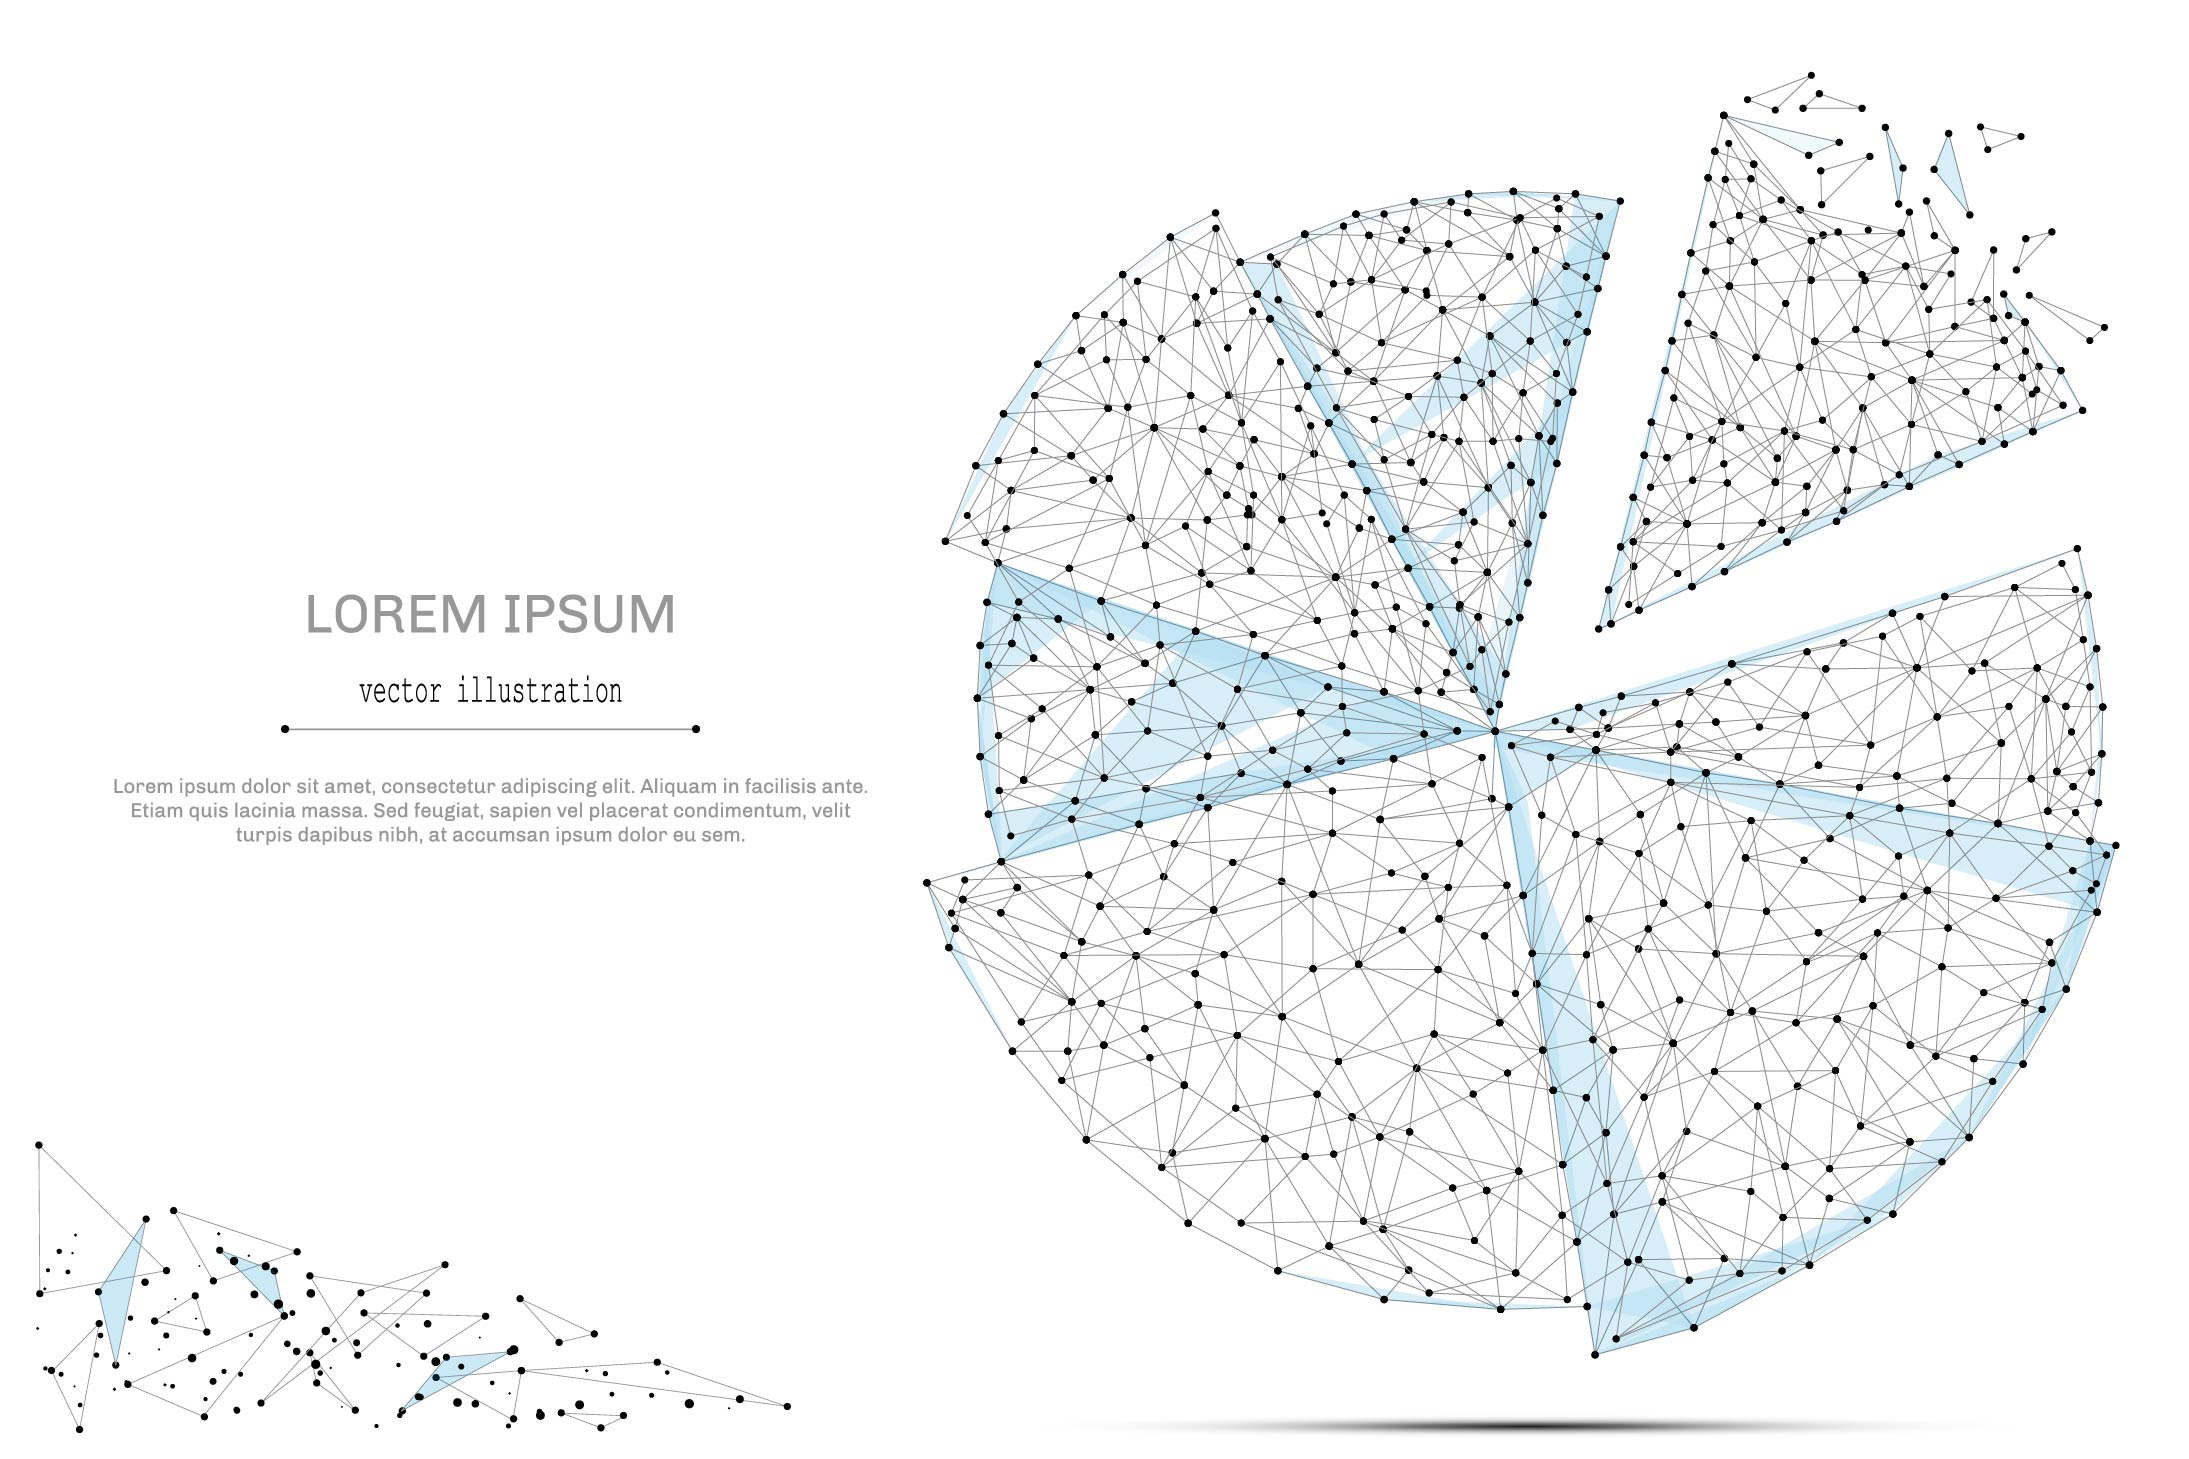 LOREM IPSUM
vector illustration
Lorem ipsum dolor sit amet, consectetur adipiscing elit. Aliquam in facilisis ante.
Etiam quis lacinia massa. Sed feugiat, sapien vel placerat condimentum, velit
turpis dapibus nibh, at accumsan ipsum dolor eu sem.